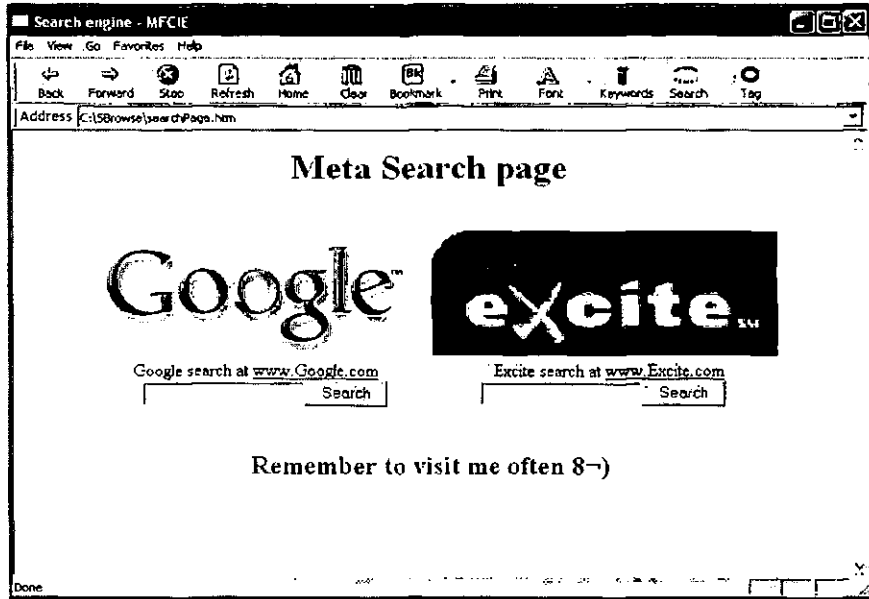 Search engine - MFCIE
File View Go Favorites Help
Back Forward Stop Refresh Home Clear Bookmark Print Font Keywords Search Tag
Bk
Address C:\SBrowse\searchPage.htm
Meta Search page
Google™
excite
Google search at www.Google.com
Excite search at www.Excite.com
Search
Search
Remember to visit me often 8¬)
Done